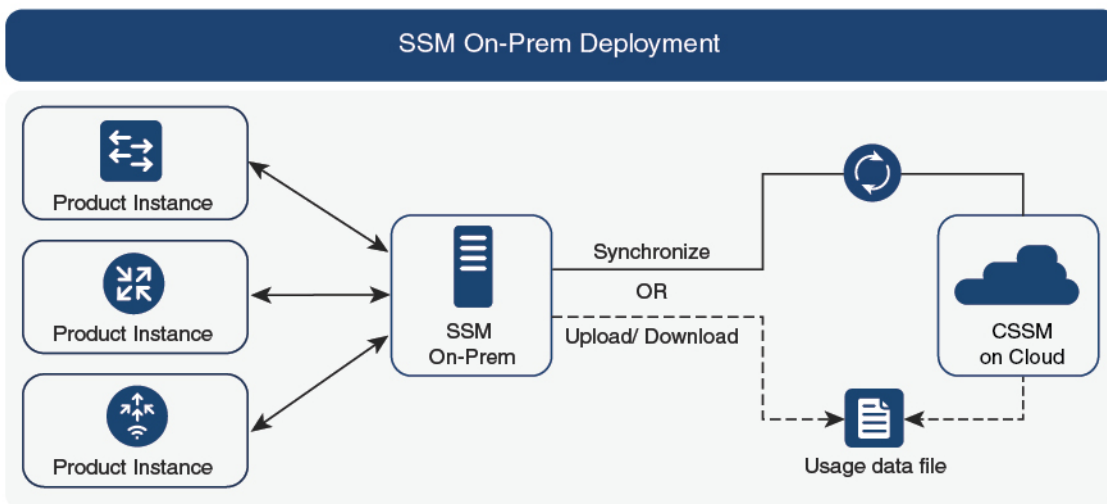 SSM On-Prem Deployment
Product Instance
Product Instance
Product Instance
SSM
On-Prem
Synchronize
OR
Upload/ Download
CSSM
on Cloud
Usage data file